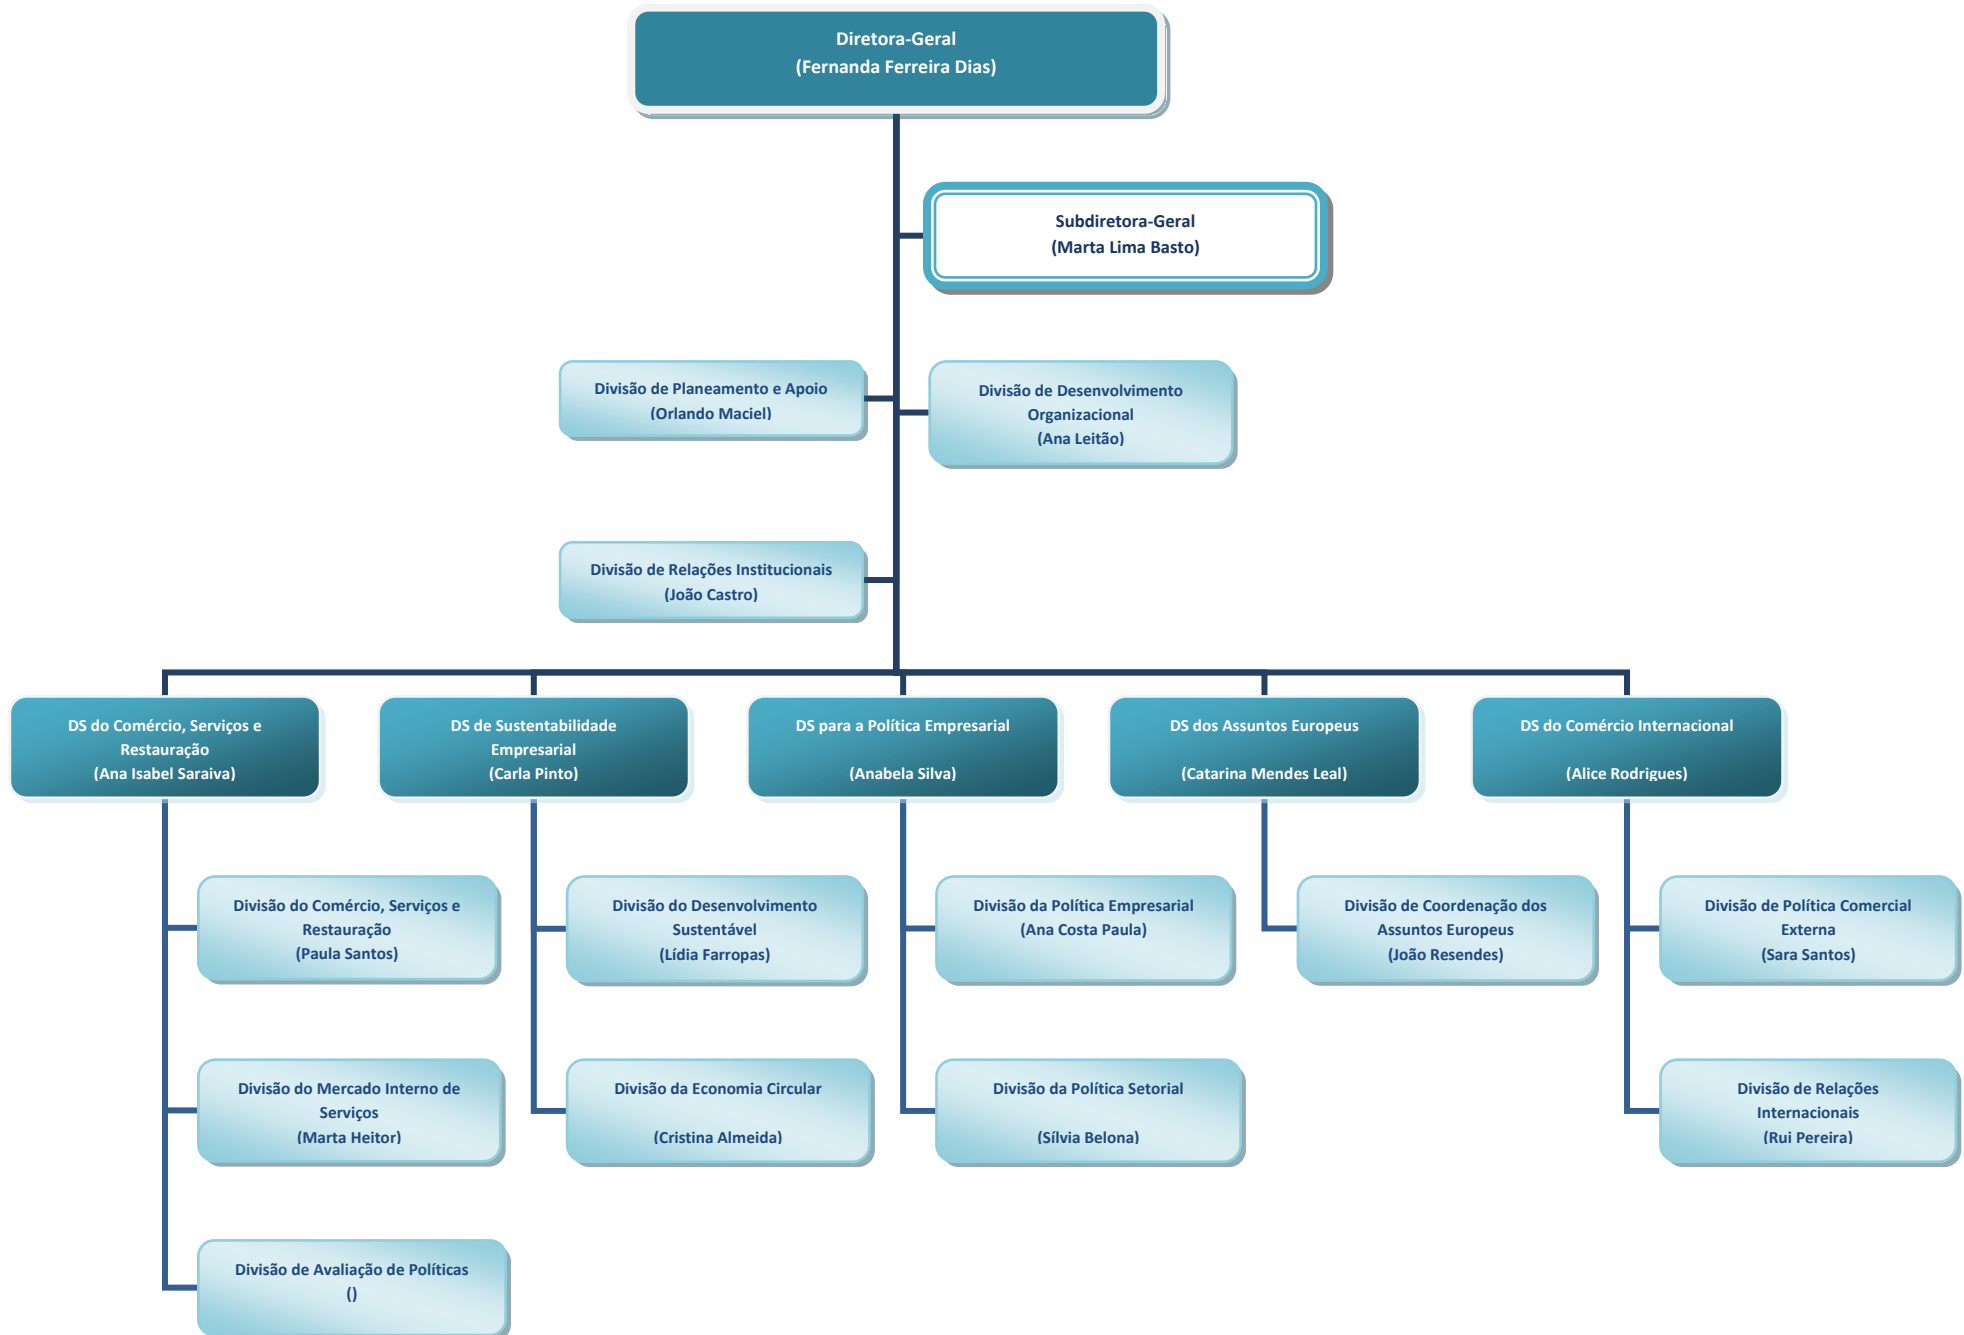 Diretora-Geral
(Fernanda Ferreira Dias)
Subdiretora-Geral
(Marta Lima Basto)
Divisão de Planeamento e Apoio
(Orlando Maciel)
Divisão de Desenvolvimento
Organizacional
(Ana Leitão)
Divisão de Relações Institucionais
(João Castro)
DS do Comércio, Serviços e
Restauração
(Ana Isabel Saraiva)
DS de Sustentabilidade
Empresarial
(Carla Pinto)
DS para a Política Empresarial
(Anabela Silva)
DS dos Assuntos Europeus
(Catarina Mendes Leal)
DS do Comércio Internacional
(Alice Rodrigues)
Divisão do Comércio, Serviços e
Restauração
(Paula Santos)
Divisão do Desenvolvimento
Sustentável
(Lídia Farropas)
Divisão da Política Empresarial
(Ana Costa Paula)
Divisão de Coordenação dos
Assuntos Europeus
(João Resendes)
Divisão de Política Comercial
Externa
(Sara Santos)
Divisão do Mercado Interno de
Serviços
(Marta Heitor)
Divisão da Economia Circular
(Cristina Almeida)
Divisão da Política Setorial
(Sílvia Belona)
Divisão de Relações
Internacionais
(Rui Pereira)
Divisão de Avaliação de Políticas
()